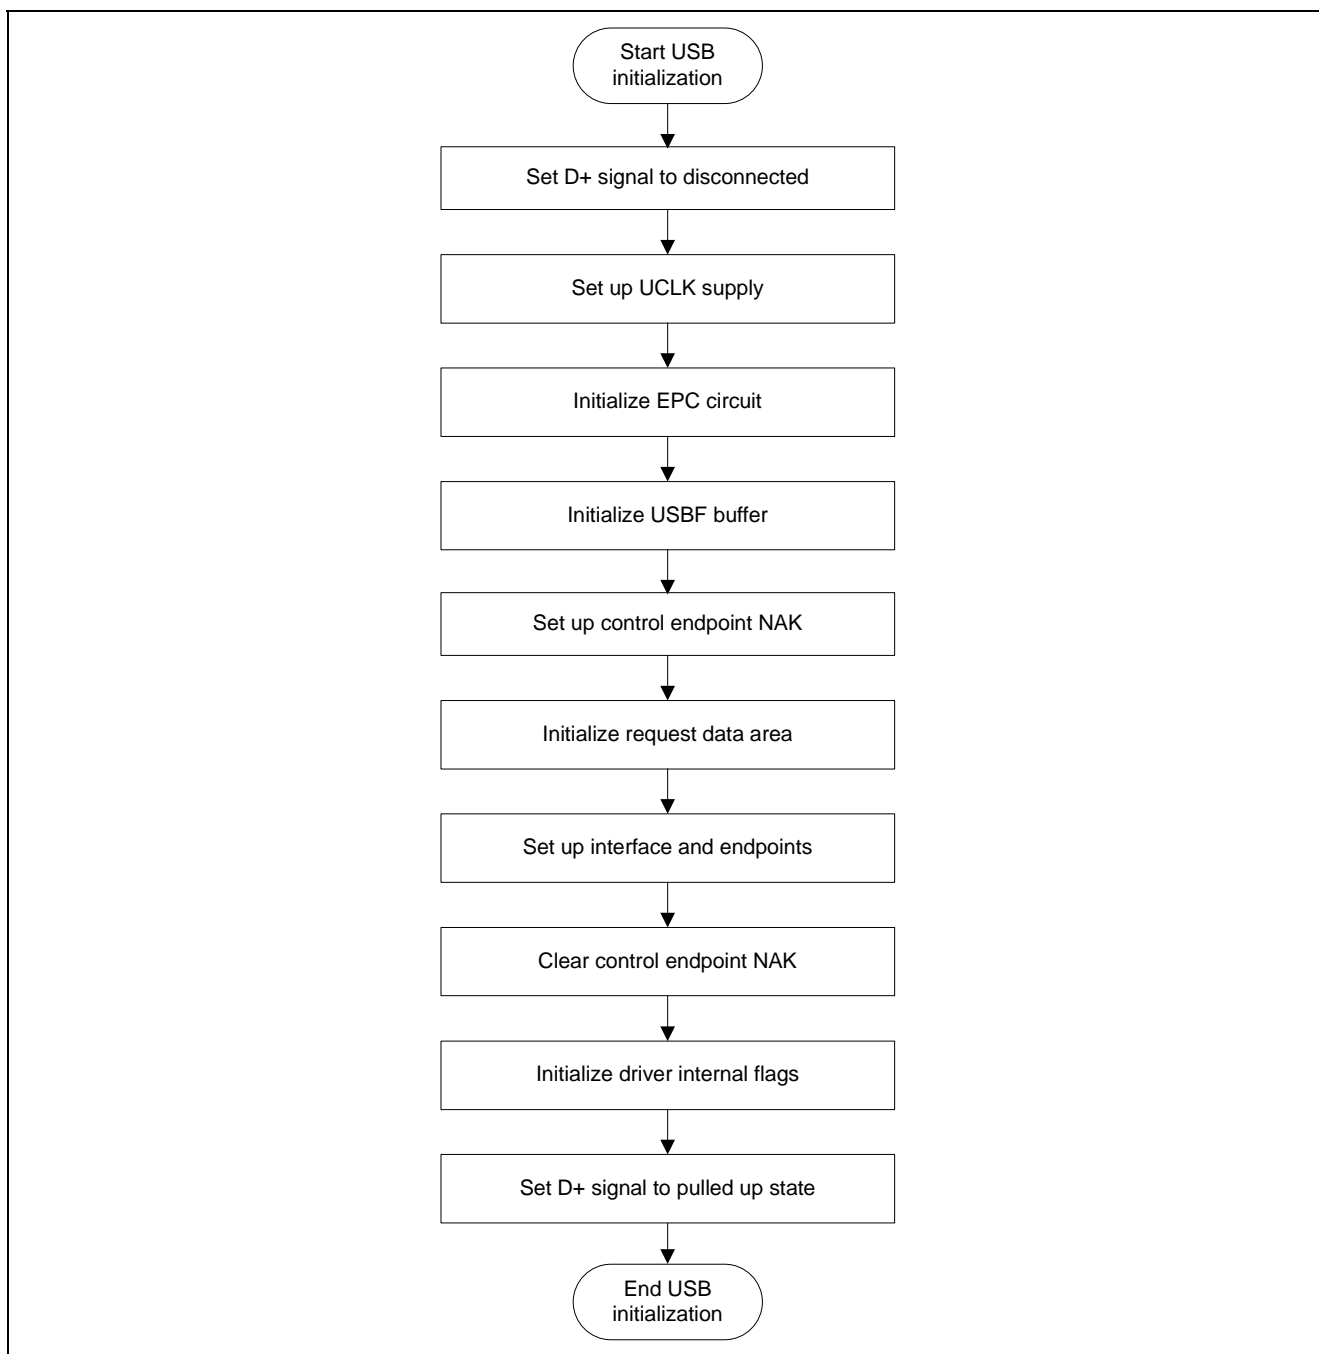 Start USB
initialization
Set D+ signal to disconnected
Set up UCLK supply
Initialize EPC circuit
Initialize USBF buffer
Set up control endpoint NAK
Initialize request data area
Set up interface and endpoints
Clear control endpoint NAK
Initialize driver internal flags
Set D+ signal to pulled up state
End USB
initialization